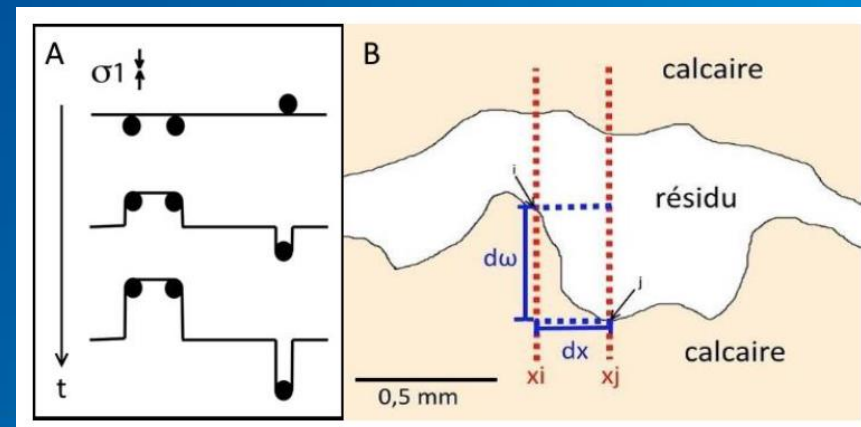 A
σ1
t
B
calcaire
i
résidu
dω
j
dx
calcaire
xi
xj
0,5 mm